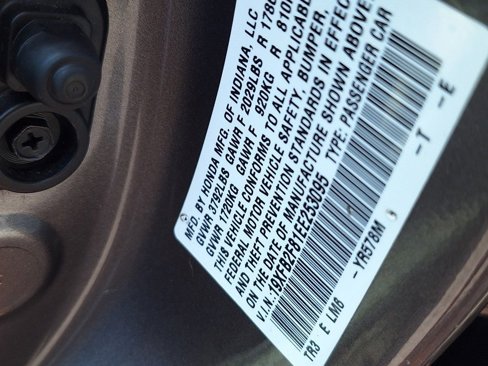 MFD. BY HONDA MFG. OF INDIANA, LLC
GVWR 3792LBS GAWR F 2029LBS R
GVWR 1720KG GAWR F 920KG R
THIS VEHICLE CONFORMS TO ALL APPLICABLE
FEDERAL MOTOR VEHICLE SAFETY, BUMPER,
AND THEFT PREVENTION STANDARDS IN EFFECT
ON THE DATE OF MANUFACTURE SHOWN ABOVE.
V.I.N.: 19XFB2F81EE253095 TYPE: PASSENGER CAR
TR3 E LM6 -YR578M -T -E